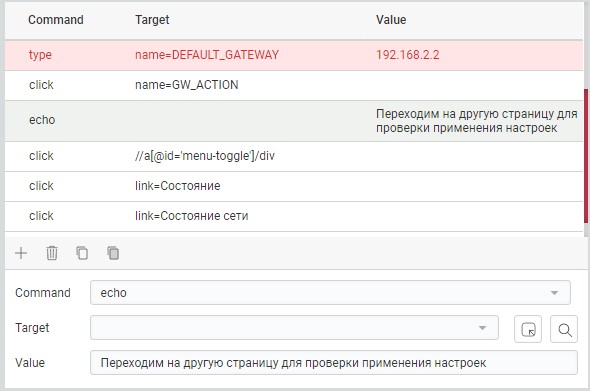 Command Target Value
type name=DEFAULT_GATEWAY 192.168.2.2
click name=GW_ACTION
echo Переходим на другую страницу для
проверки применения настроек
click //a[@id='menu-toggle']/div
click link=Состояние
click link=Состояние сети
Command echo
Target
Value Переходим на другую страницу для проверки применения настроек